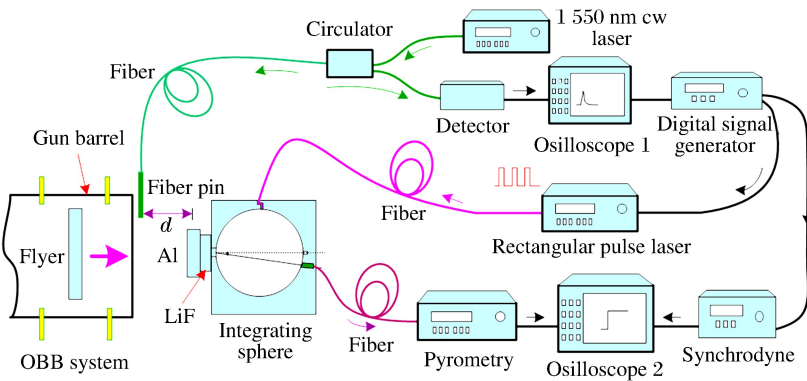 1 550 nm cw
laser
Circulator
Fiber
Detector
Osilloscope 1
Digital signal
generator
Gun barrel
Fiber pin
d
Fiber
Rectangular pulse laser
Flyer
Al
LiF
Integrating
sphere
Fiber
OBB system
Pyrometry
Osilloscope 2
Synchrodyne